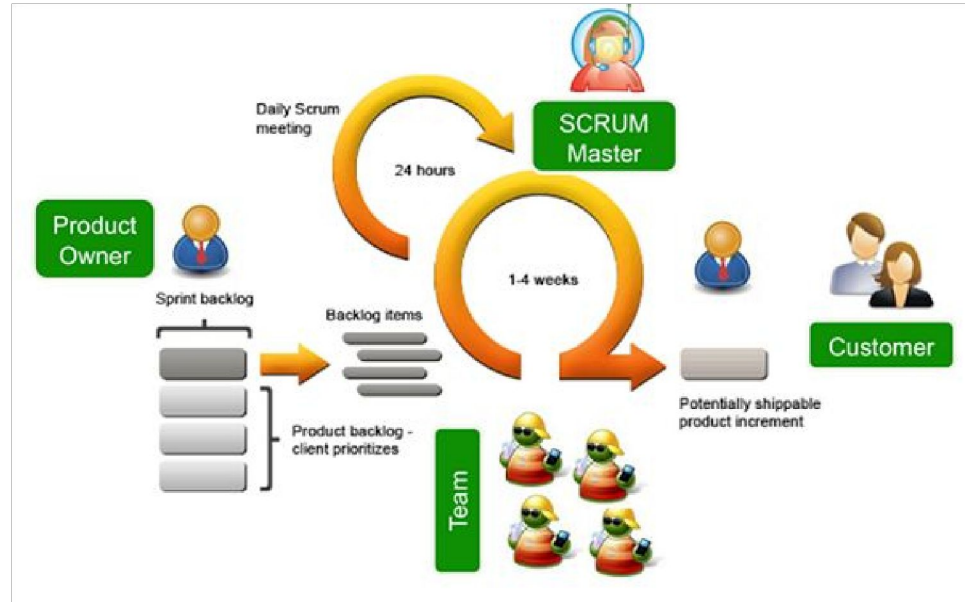 Daily Scrum
meeting
SCRUM
Master
24 hours
Product
Owner
1-4 weeks
Sprint backlog
Backlog items
Customer
Potentially shippable
product increment
Product backlog -
client prioritizes
Team